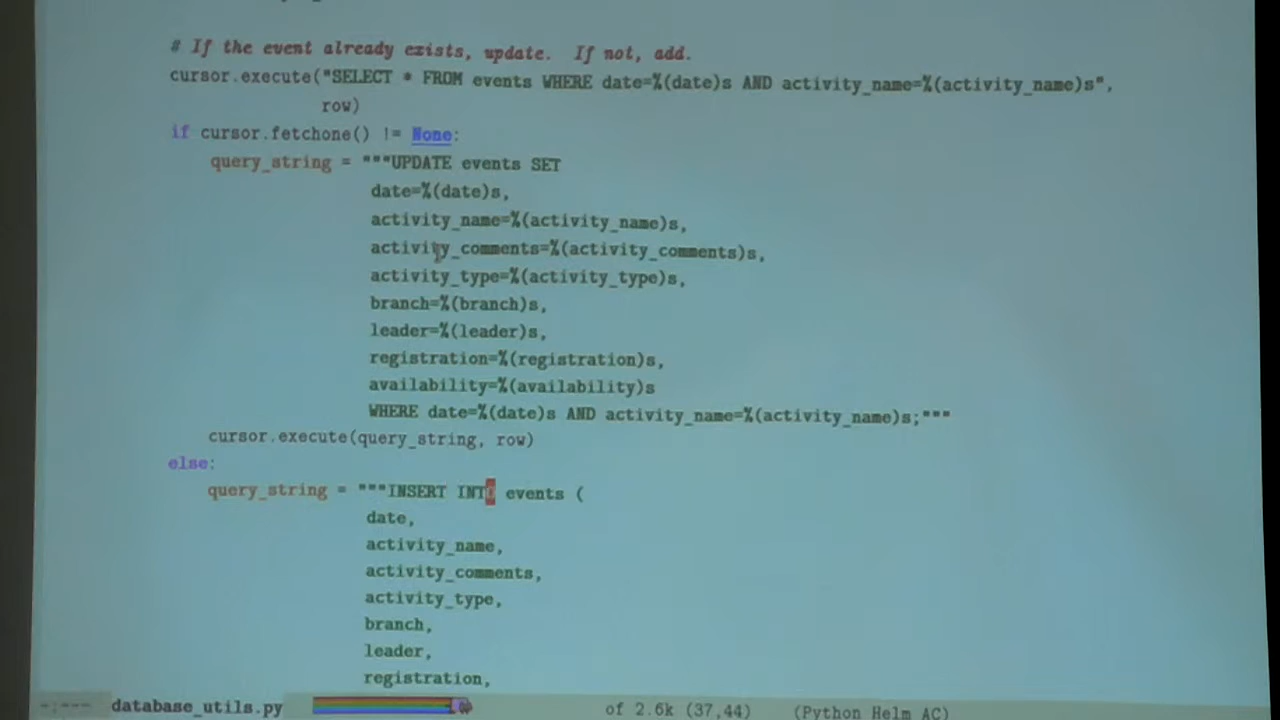 # If the event already exists, update.  If not, add.
cursor.execute("SELECT * FROM events WHERE date=%(date)s AND activity_name=%(activity_name)s",
row)
if cursor.fetchone() != None:
query_string = """UPDATE events SET
date=%(date)s,
activity_name=%(activity_name)s,
activity_comments=%(activity_comments)s,
activity_type=%(activity_type)s,
branch=%(branch)s,
leader=%(leader)s,
registration=%(registration)s,
availability=%(availability)s
WHERE date=%(date)s AND activity_name=%(activity_name)s;"""
cursor.execute(query_string, row)
else:
query_string = """INSERT INTO events (
date,
activity_name,
activity_comments,
activity_type,
branch,
leader,
registration,
-:--- database_utils.py of 2.6k (37,44) (Python Helm AC)